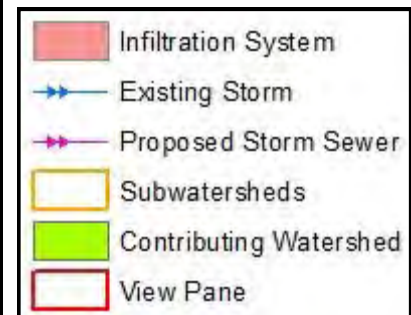 Infiltration System
Existing Storm
Proposed Storm Sewer
Subwatersheds
Contributing Watershed
View Pane